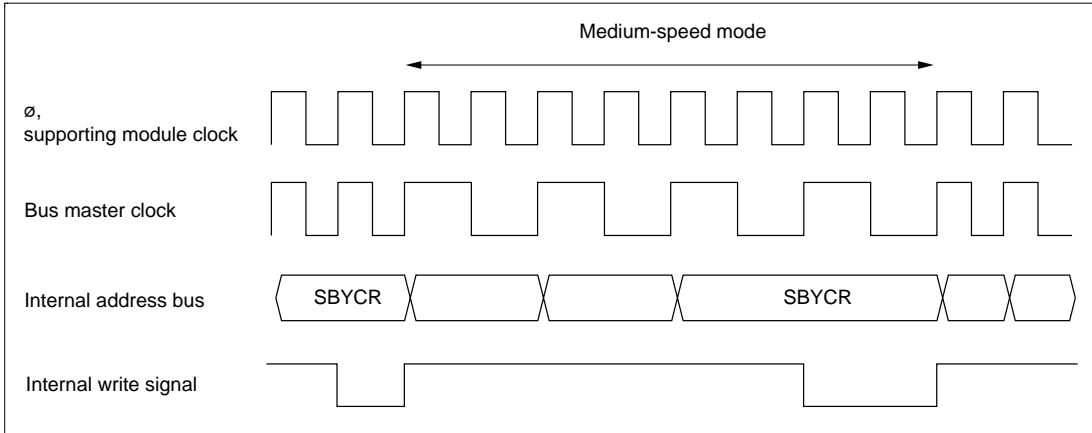 Medium-speed mode
ø,
supporting module clock
Bus master clock
Internal address bus
SBYCR
SBYCR
Internal write signal